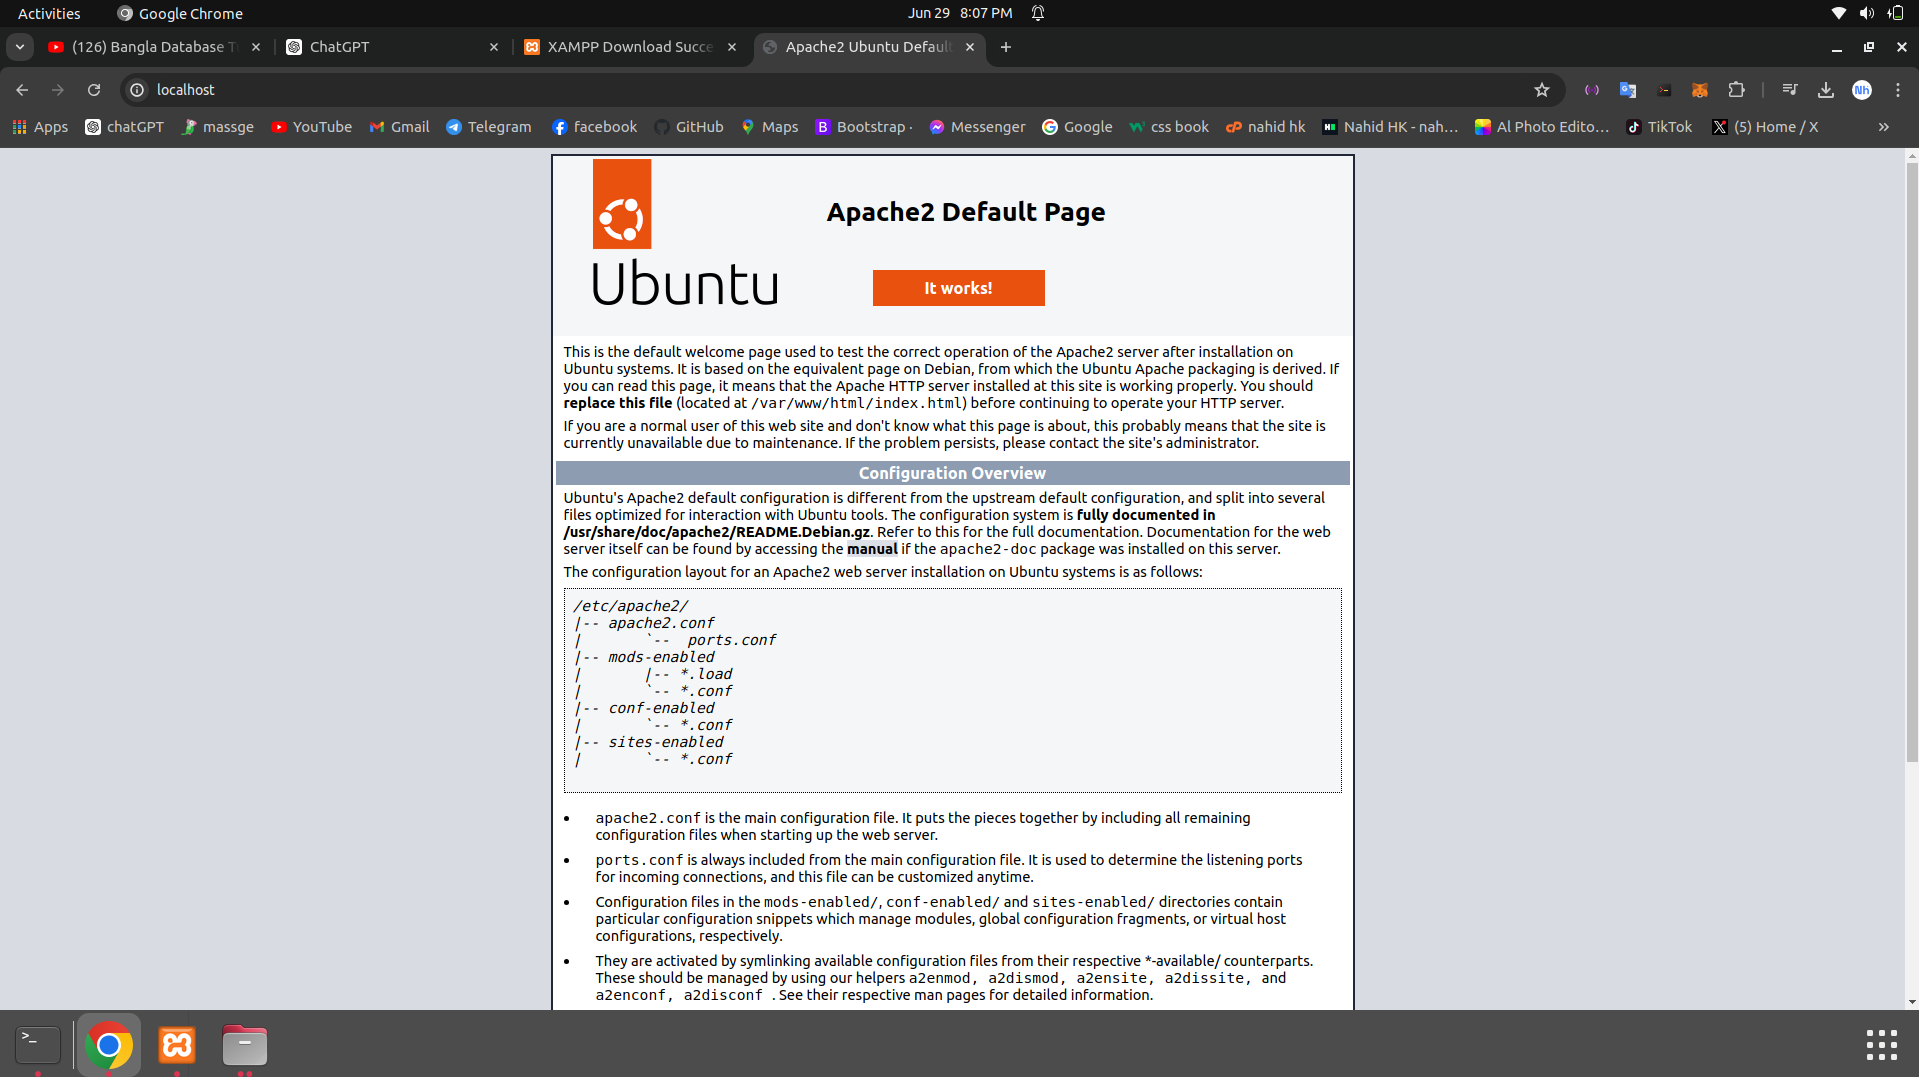 Activities Google Chrome Jun 29 8:07 PM
(126) Bangla Database T ChatGPT XAMPP Download Succe Apache2 Ubuntu Default
localhost Nh
Apps chatGPT massge YouTube Gmail Telegram facebook GitHub Maps Bootstrap · Messenger Google css book nahid hk Nahid HK - nah... AI Photo Edito... TikTok (5) Home / X
Apache2 Default Page
Ubuntu
It works!
This is the default welcome page used to test the correct operation of the Apache2 server after installation on
Ubuntu systems. It is based on the equivalent page on Debian, from which the Ubuntu Apache packaging is derived. If
you can read this page, it means that the Apache HTTP server installed at this site is working properly. You should
replace this file (located at /var/www/html/index.html) before continuing to operate your HTTP server.
If you are a normal user of this web site and don't know what this page is about, this probably means that the site is
currently unavailable due to maintenance. If the problem persists, please contact the site's administrator.
Configuration Overview
Ubuntu's Apache2 default configuration is different from the upstream default configuration, and split into several
files optimized for interaction with Ubuntu tools. The configuration system is fully documented in
/usr/share/doc/apache2/README.Debian.gz. Refer to this for the full documentation. Documentation for the web
server itself can be found by accessing the manual if the apache2-doc package was installed on this server.
The configuration layout for an Apache2 web server installation on Ubuntu systems is as follows:
/etc/apache2/
|-- apache2.conf
|       `--  ports.conf
|-- mods-enabled
|       |-- *.load
|       `-- *.conf
|-- conf-enabled
|       `-- *.conf
|-- sites-enabled
|       `-- *.conf
• apache2.conf is the main configuration file. It puts the pieces together by including all remaining
configuration files when starting up the web server.
• ports.conf is always included from the main configuration file. It is used to determine the listening ports
for incoming connections, and this file can be customized anytime.
• Configuration files in the mods-enabled/, conf-enabled/ and sites-enabled/ directories contain
particular configuration snippets which manage modules, global configuration fragments, or virtual host
configurations, respectively.
• They are activated by symlinking available configuration files from their respective *-available/ counterparts.
These should be managed by using our helpers a2enmod, a2dismod, a2ensite, a2dissite, and
a2enconf, a2disconf . See their respective man pages for detailed information.